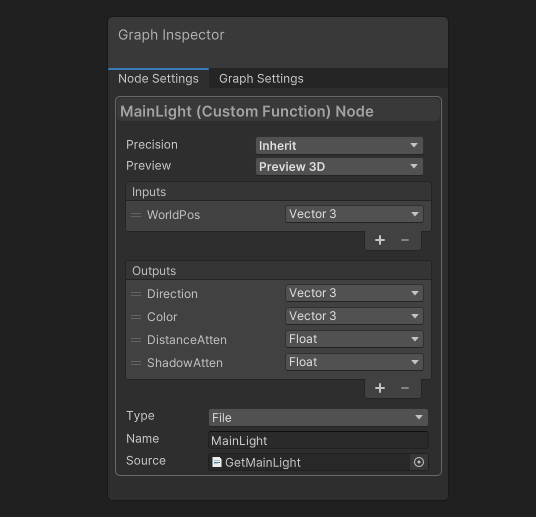 Graph Inspector
Node Settings Graph Settings
MainLight (Custom Function) Node
Precision Inherit
Preview Preview 3D
Inputs
WorldPos Vector 3
+ −
Outputs
Direction Vector 3
Color Vector 3
DistanceAtten Float
ShadowAtten Float
+ −
Type File
Name MainLight
Source GetMainLight